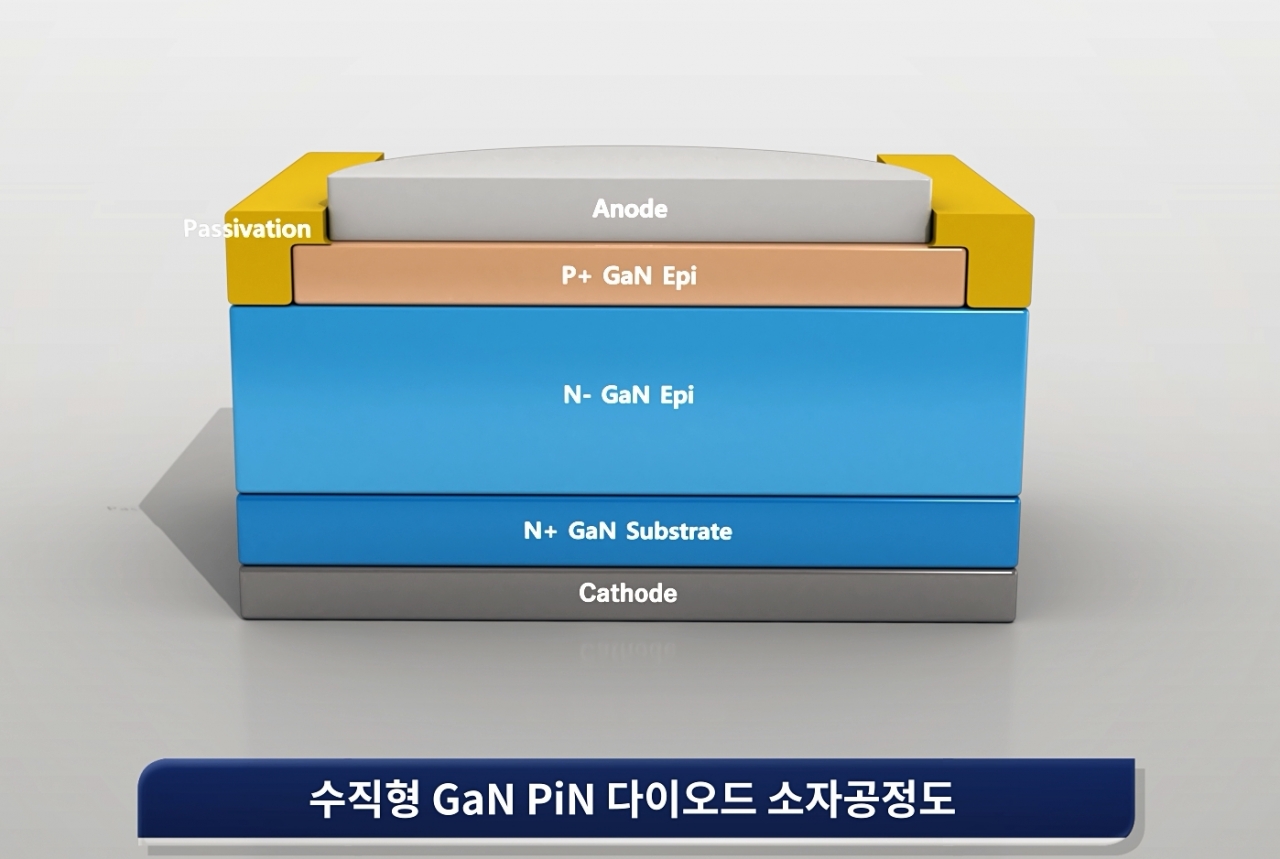 Anode
Passivation
P+ GaN Epi
N- GaN Epi
N+ GaN Substrate
Cathode
수직형 GaN PiN 다이오드 소자공정도